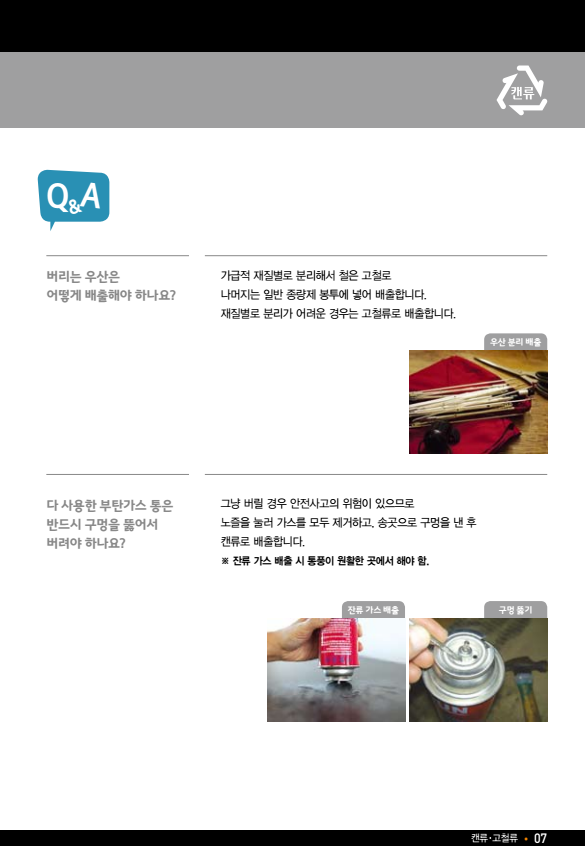 캔류
Q&A
버리는 우산은
어떻게 배출해야 하나요?
가급적 재질별로 분리해서 철은 고철로
나머지는 일반 종량제 봉투에 넣어 배출합니다.
재질별로 분리가 어려운 경우는 고철류로 배출합니다.
우산 분리 배출
다 사용한 부탄가스 통은
반드시 구멍을 뚫어서
버려야 하나요?
그냥 버릴 경우 안전사고의 위험이 있으므로
노즐을 눌러 가스를 모두 제거하고, 송곳으로 구멍을 낸 후
캔류로 배출합니다.
※ 잔류 가스 배출 시 통풍이 원활한 곳에서 해야 함.
잔류 가스 배출
구멍 뚫기
캔류·고철류 • 07